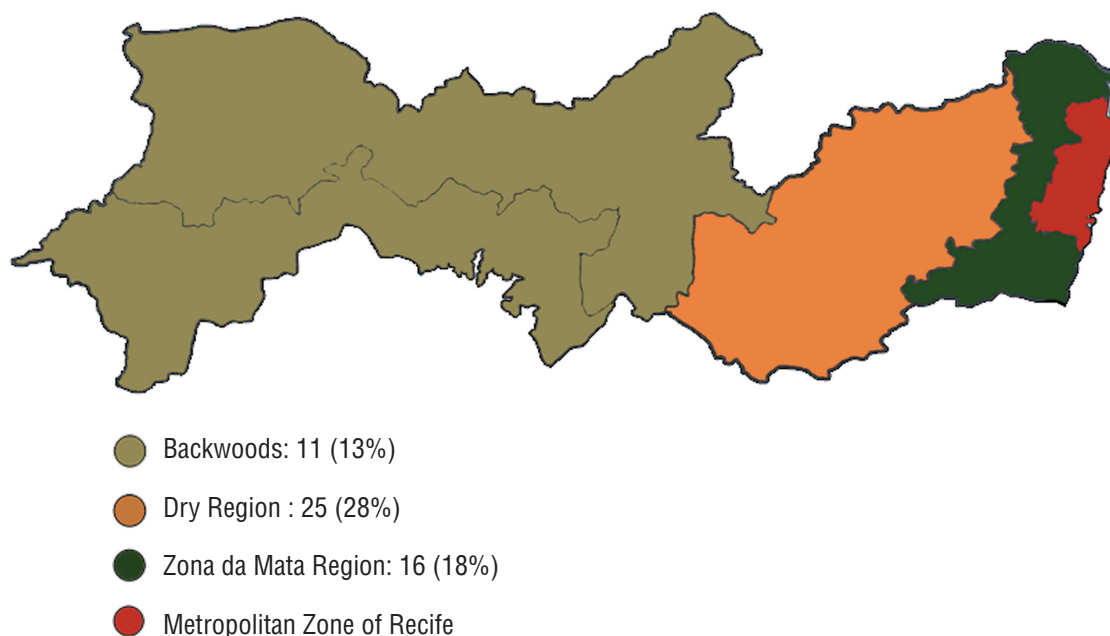 Backwoods: 11 (13%)
Dry Region : 25 (28%)
Zona da Mata Region: 16 (18%)
Metropolitan Zone of Recife